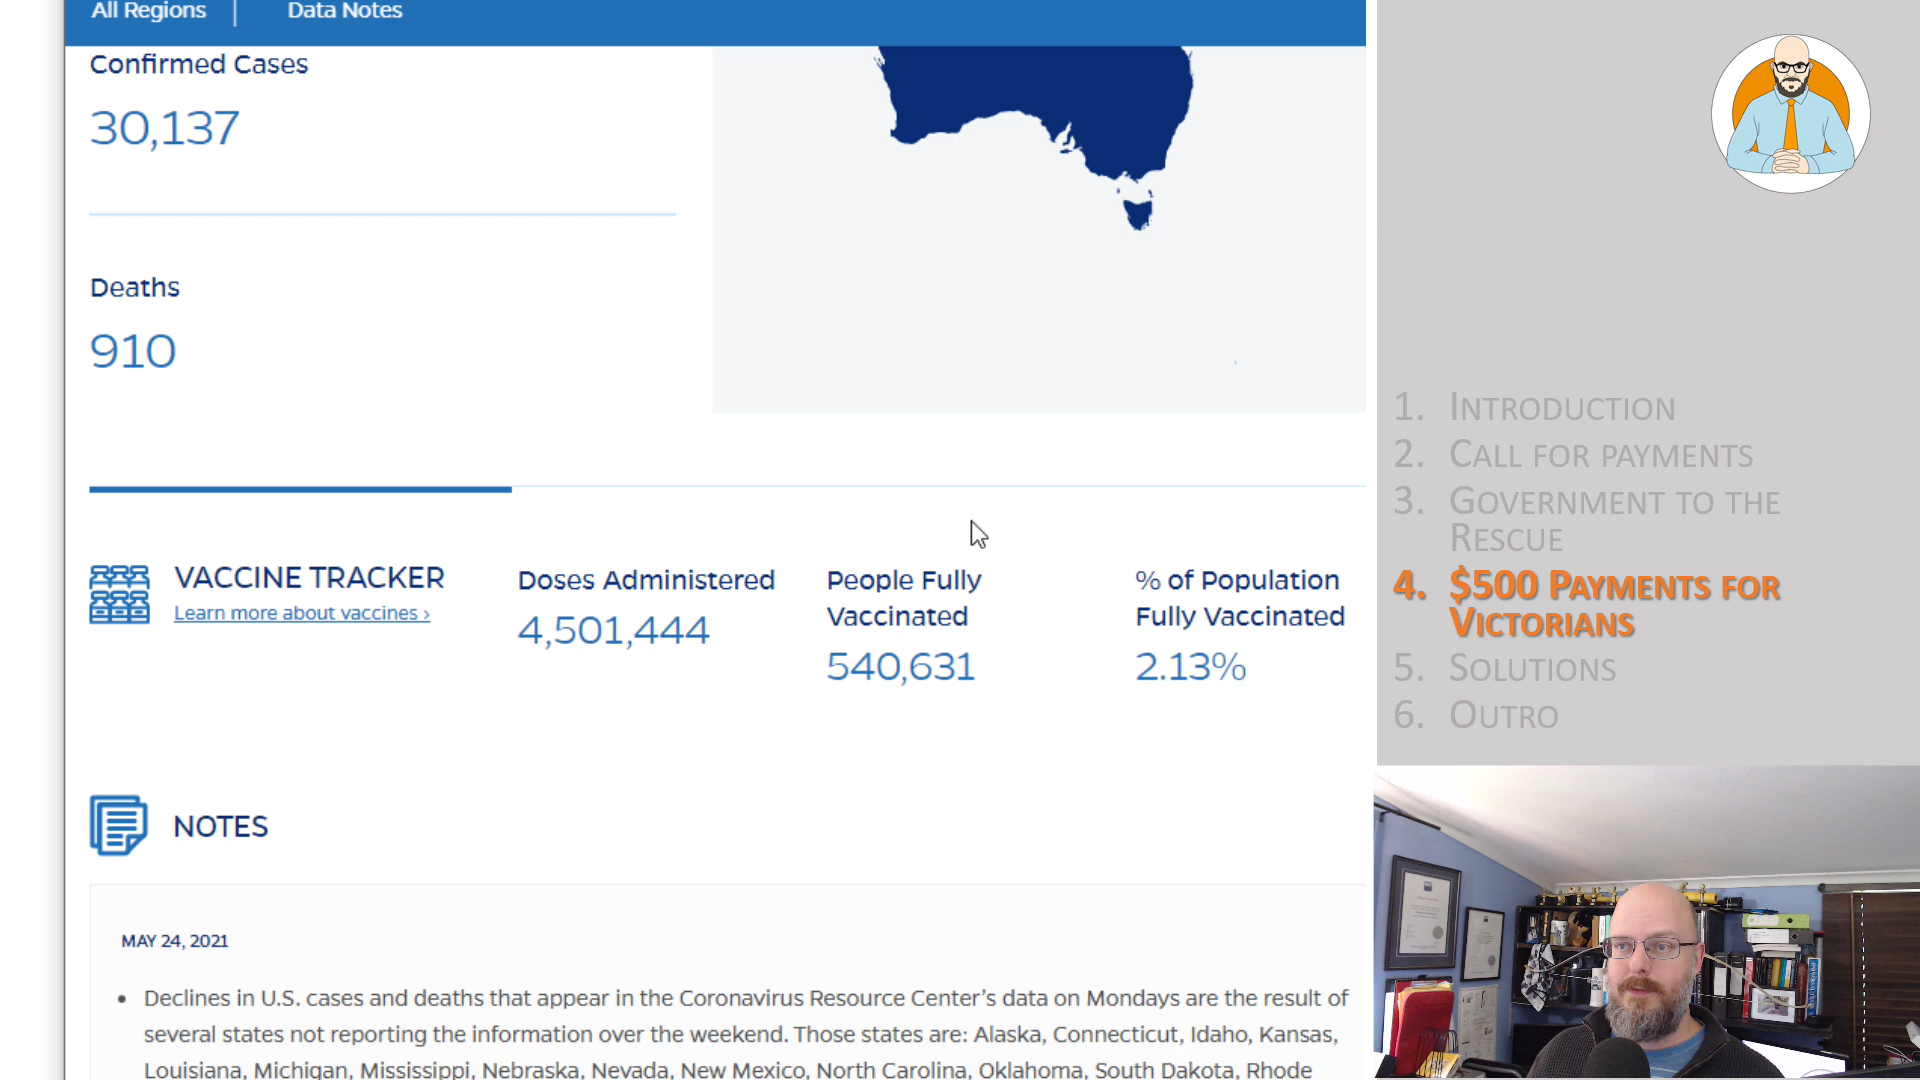 All Regions
Data Notes
Confirmed Cases
30,137
Deaths
910
VACCINE TRACKER
Learn more about vaccines >
Doses Administered
4,501,444
People Fully
Vaccinated
540,631
% of Population
Fully Vaccinated
2.13%
NOTES
MAY 24, 2021
• Declines in U.S. cases and deaths that appear in the Coronavirus Resource Center's data on Mondays are the result of
several states not reporting the information over the weekend. Those states are: Alaska, Connecticut, Idaho, Kansas,
Louisiana, Michigan, Mississippi, Nebraska, Nevada, New Mexico, North Carolina, Oklahoma, South Dakota, Rhode
1. INTRODUCTION
2. CALL FOR PAYMENTS
3. GOVERNMENT TO THE
RESCUE
4. $500 PAYMENTS FOR
VICTORIANS
5. SOLUTIONS
6. OUTRO